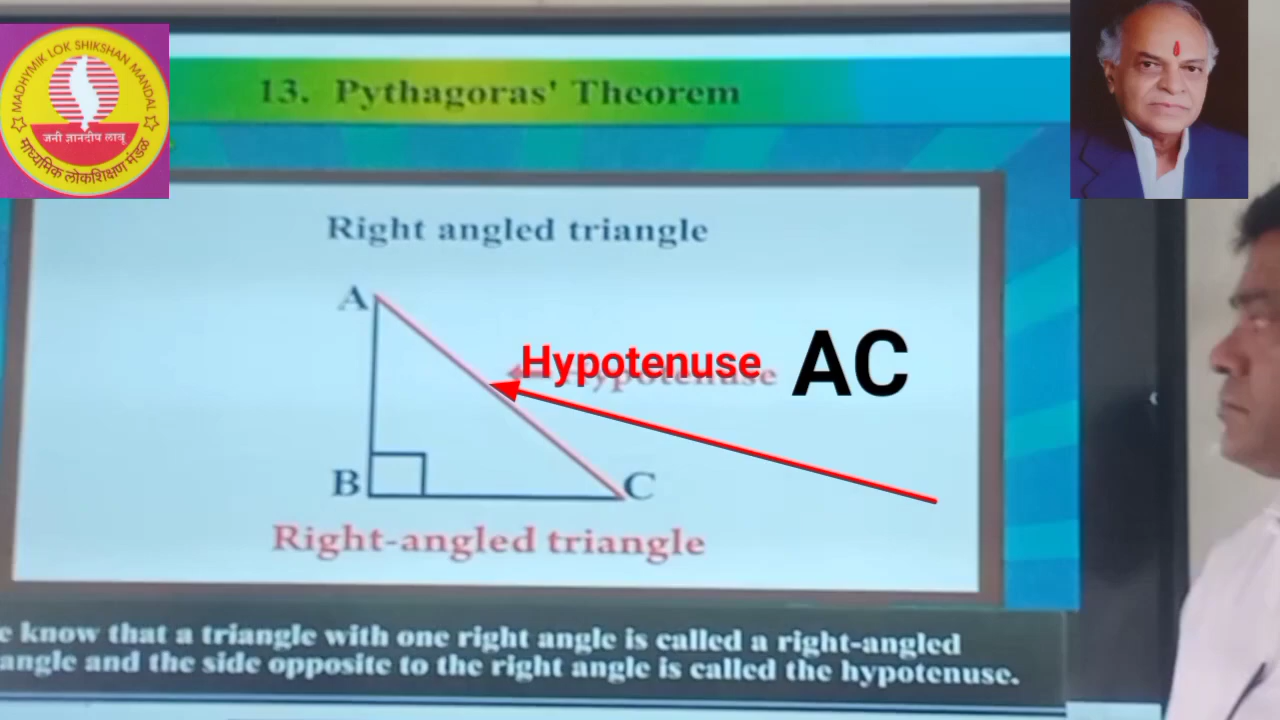 MADHYMIK LOK SHIKSHAN MANDAL
जनी ज्ञानदीप लावू
माध्यमिक लोकशिक्षण मंडळ
13. Pythagoras' Theorem
Right angled triangle
A
Hypotenuse AC
Hypotenuse
B
C
Right-angled triangle
e know that a triangle with one right angle is called a right-angled
angle and the side opposite to the right angle is called the hypotenuse.